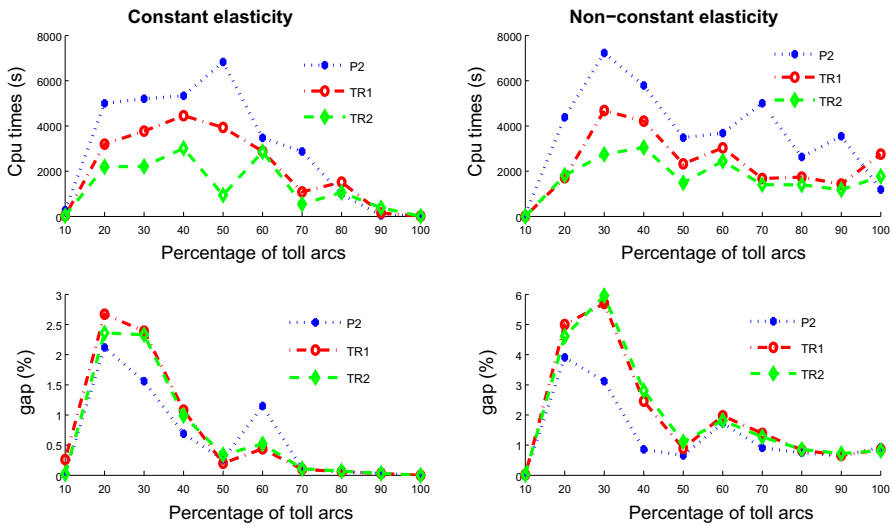 Constant elasticity
8000
6000
4000
2000
0
Cpu times (s)
P2
TR1
TR2
10 20 30 40 50 60 70 80 90 100
Percentage of toll arcs
Non−constant elasticity
8000
6000
4000
2000
0
Cpu times (s)
P2
TR1
TR2
10 20 30 40 50 60 70 80 90 100
Percentage of toll arcs
3
2.5
2
1.5
1
0.5
0
gap (%)
P2
TR1
TR2
10 20 30 40 50 60 70 80 90 100
Percentage of toll arcs
6
5
4
3
2
1
0
gap (%)
P2
TR1
TR2
10 20 30 40 50 60 70 80 90 100
Percentage of toll arcs